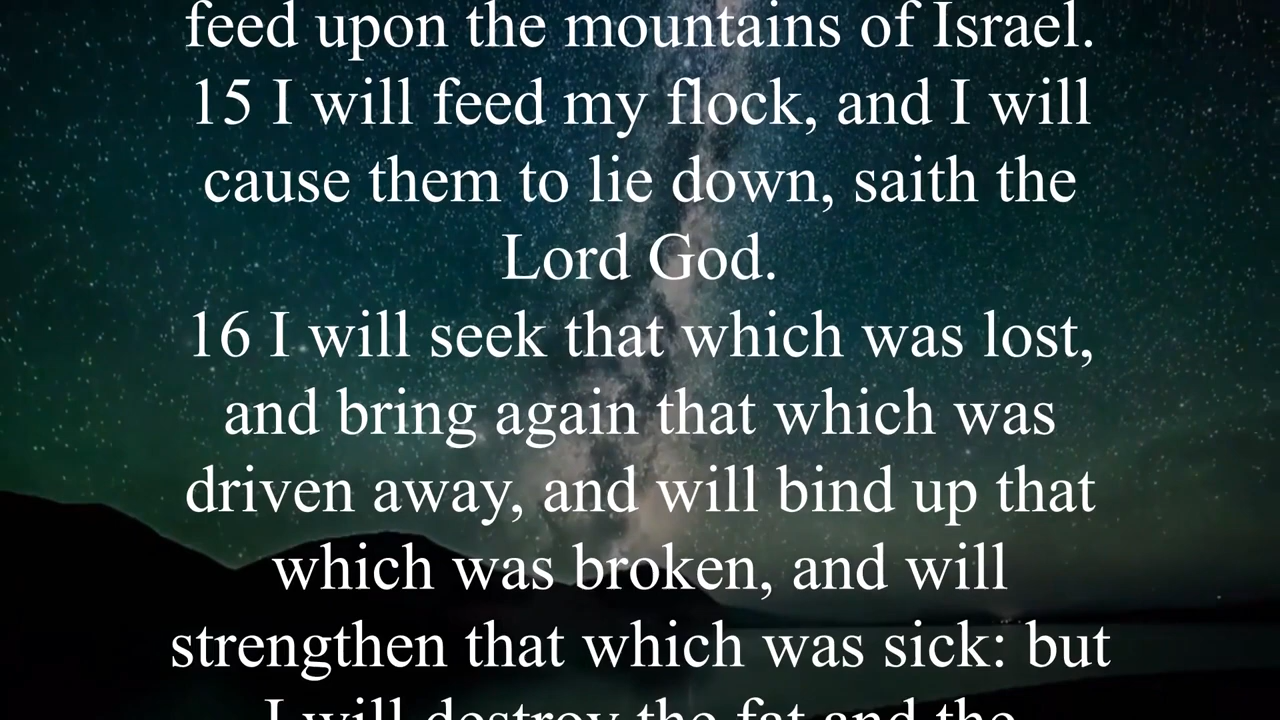 feed upon the mountains of Israel.
15 I will feed my flock, and I will
cause them to lie down, saith the
Lord God.
16 I will seek that which was lost,
and bring again that which was
driven away, and will bind up that
which was broken, and will
strengthen that which was sick: but
I will destroy the fat and the